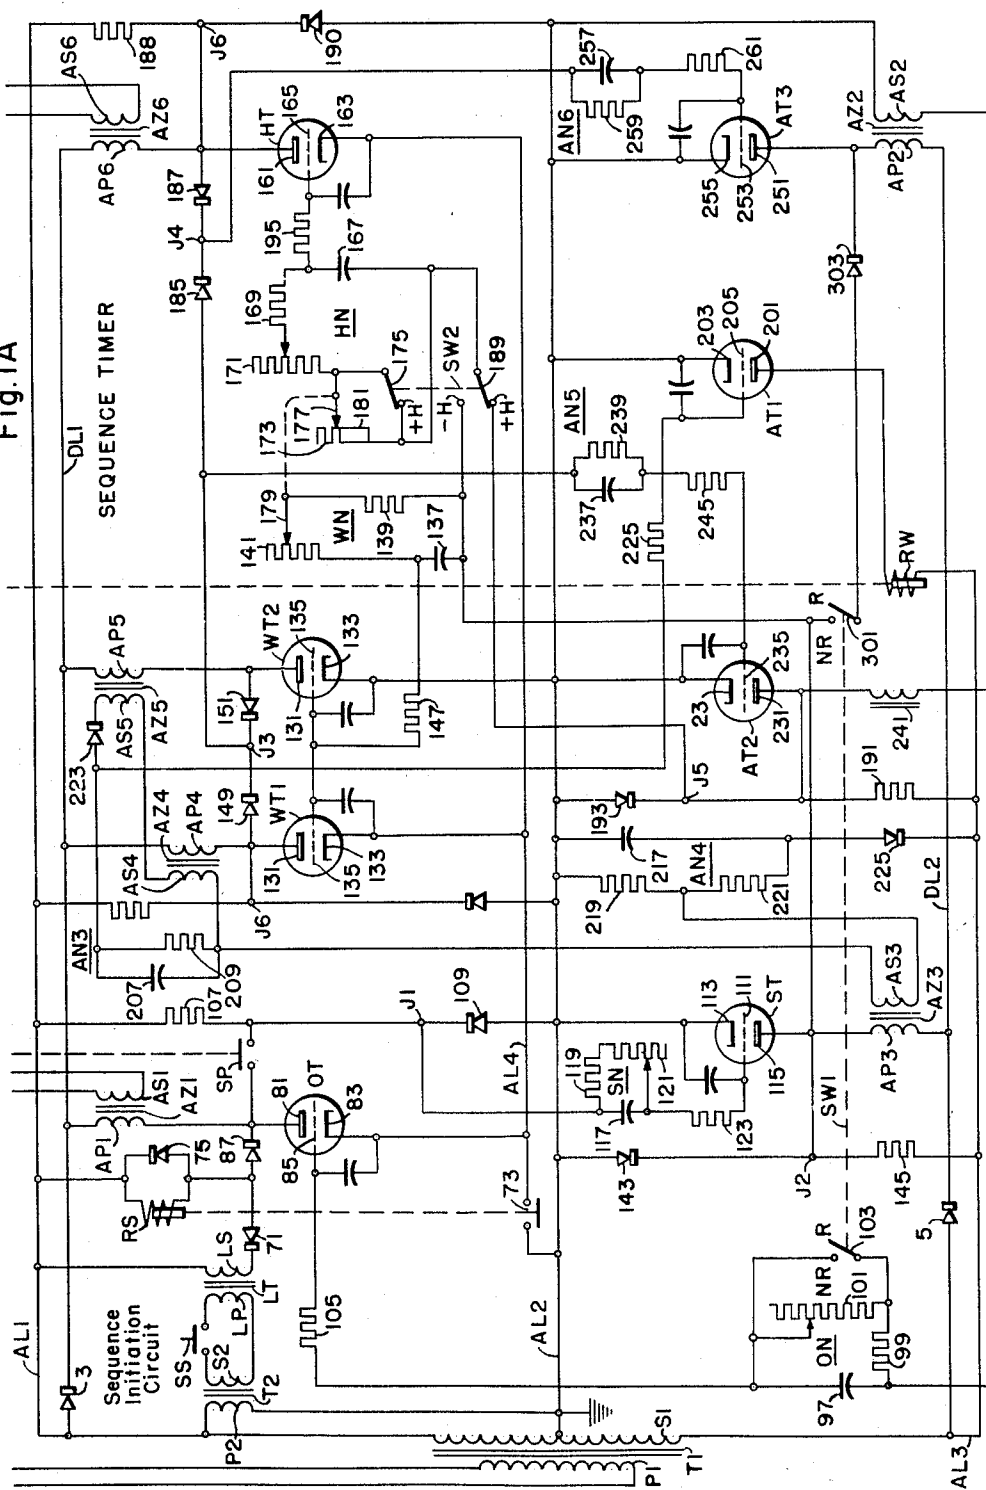 Fig.1A
SEQUENCE TIMER
AL1
DL1
AS6
188
J6
190
257
261
AS2
AZ6
AP6
187
J4
185
HT
165
163
161
195
167
169
HN
171
175
SW2
189
+H
-H
+H
173
177
181
179
141
WN
139
137
259
AN6
AT3
255
253
251
AZ2
AP2
303
203
205
201
AT1
AN5
239
237
225
245
RW
R
NR
301
AP5
AZ5
AS5
223
151
J3
149
WT2
135
133
131
147
WT1
131
135
133
AZ4
AP4
AS4
J6
AN3
207
209
107
23
235
231
AT2
241
191
J5
193
217
AN4
219
221
225
DL2
AS3
AZ3
AP3
J1
109
AL4
113
111
ST
115
119
SN
121
117
123
143
J2
145
SW1
SP
AS1
AZ1
AP1
75
87
RS
OT
81
83
85
73
71
LS
LT
LP
SS
S2
T2
P2
Sequence
Initiation
Circuit
3
105
AL2
5
R
103
NR
101
ON
99
97
S1
T1
P1
AL3